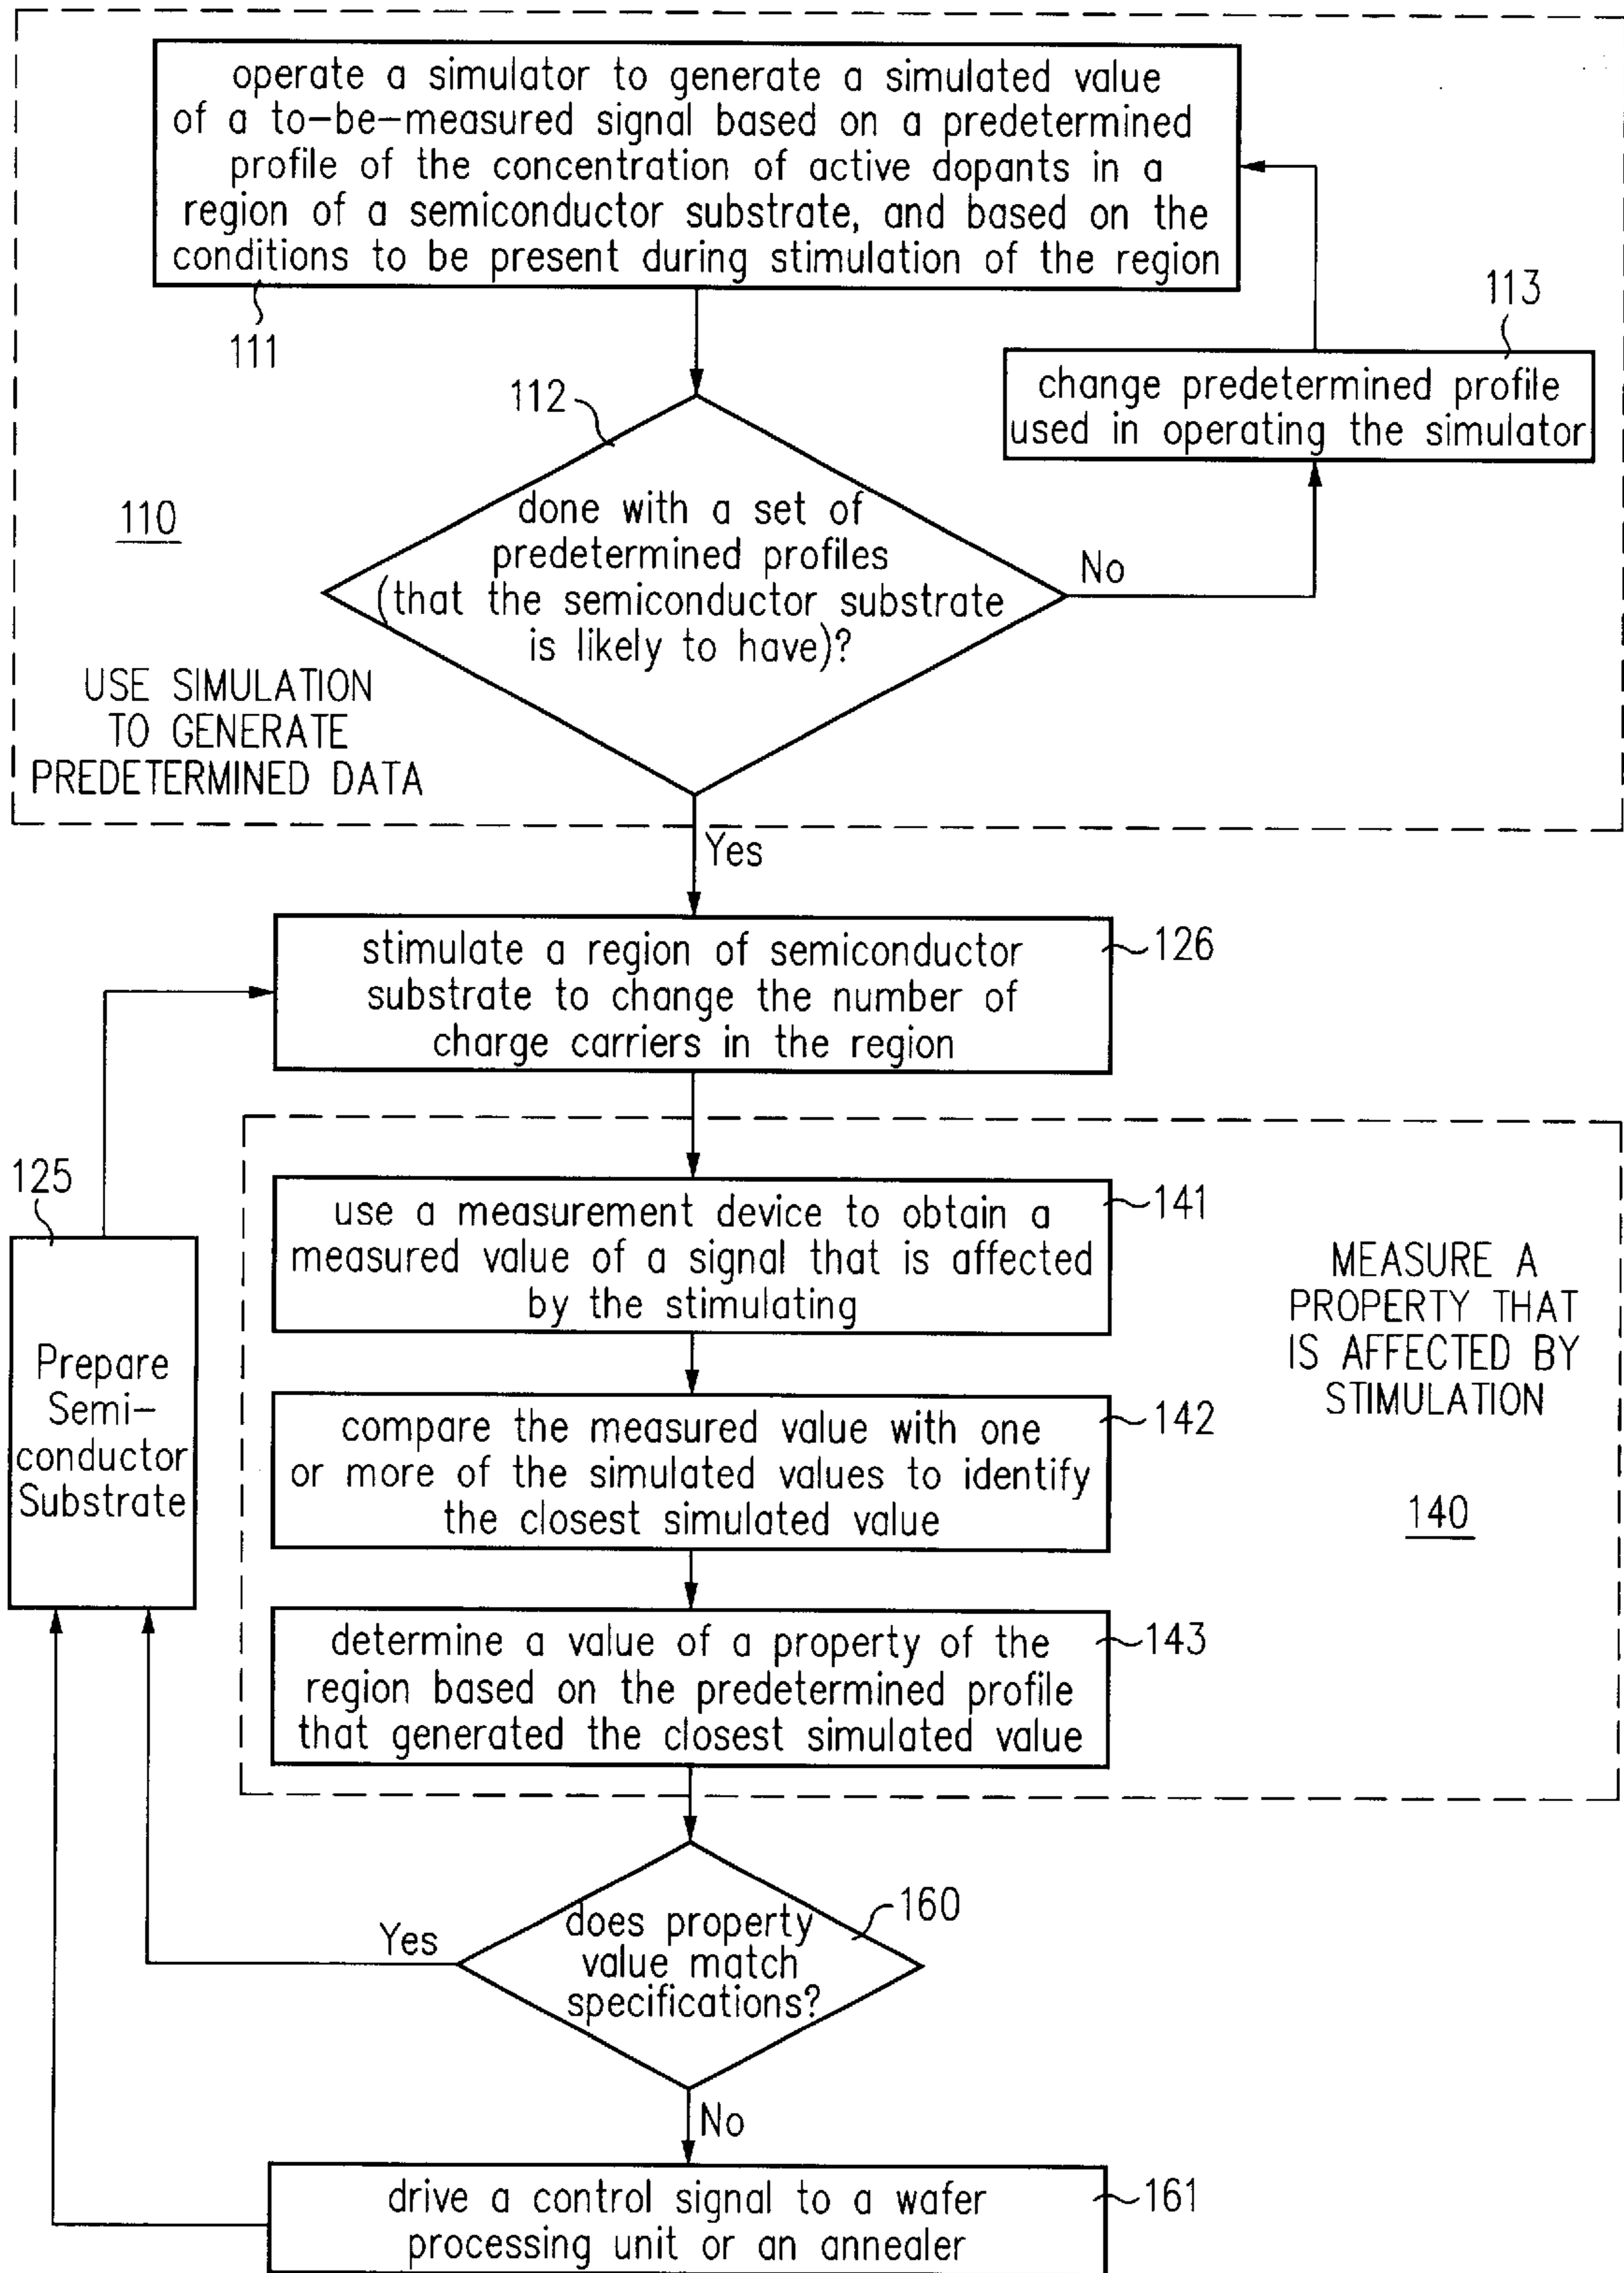 operate a simulator to generate a simulated value
of a to-be-measured signal based on a predetermined
profile of the concentration of active dopants in a
region of a semiconductor substrate, and based on the
conditions to be present during stimulation of the region
111
113
change predetermined profile
used in operating the simulator
112
done with a set of
predetermined profiles
(that the semiconductor substrate
is likely to have)?
No
110
USE SIMULATION
TO GENERATE
PREDETERMINED DATA
Yes
stimulate a region of semiconductor
substrate to change the number of
charge carriers in the region
126
125
Prepare
Semi-
conductor
Substrate
use a measurement device to obtain a
measured value of a signal that is affected
by the stimulating
141
MEASURE A
PROPERTY THAT
IS AFFECTED BY
STIMULATION
140
compare the measured value with one
or more of the simulated values to identify
the closest simulated value
142
determine a value of a property of the
region based on the predetermined profile
that generated the closest simulated value
143
does property
value match
specifications?
160
Yes
No
drive a control signal to a wafer
processing unit or an annealer
161